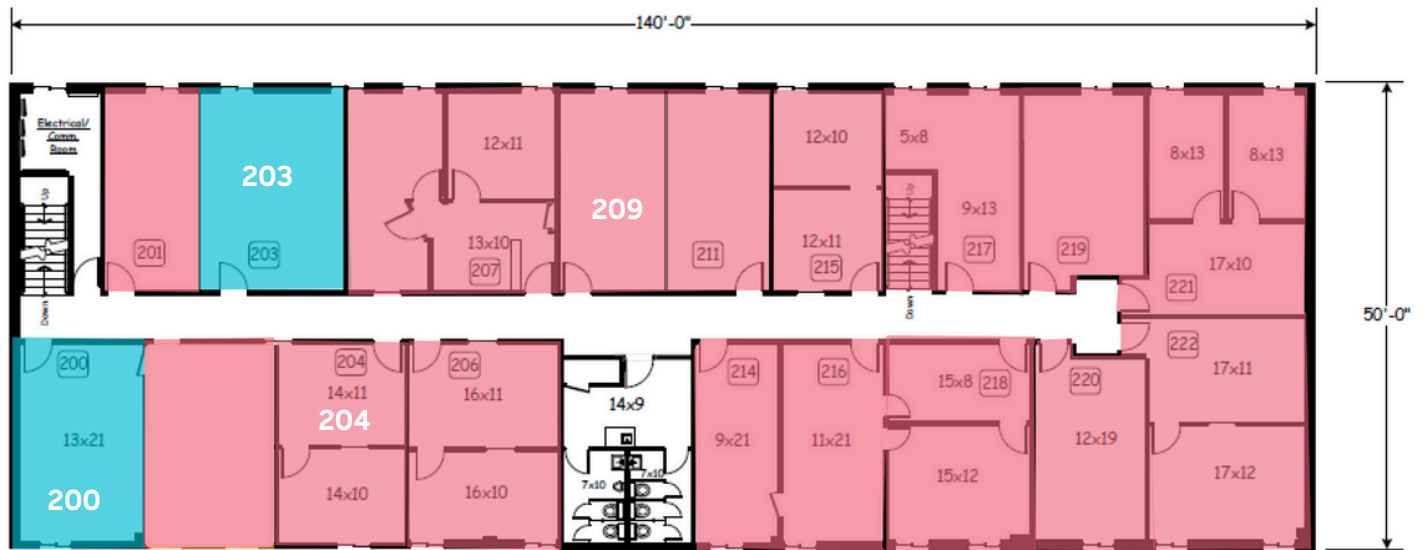 140'-0"
Electrical/
Comm.
Room
Up
Down
201
203
203
12x11
13x10
207
209
211
12x10
12x11
215
5x8
Up
Down
9x13
217
219
8x13
8x13
17x10
221
50'-0"
200
13x21
200
204
14x11
204
14x10
206
16x11
16x10
14x9
7x10
7x10
214
9x21
216
11x21
15x8
218
15x12
220
12x19
222
17x11
17x12